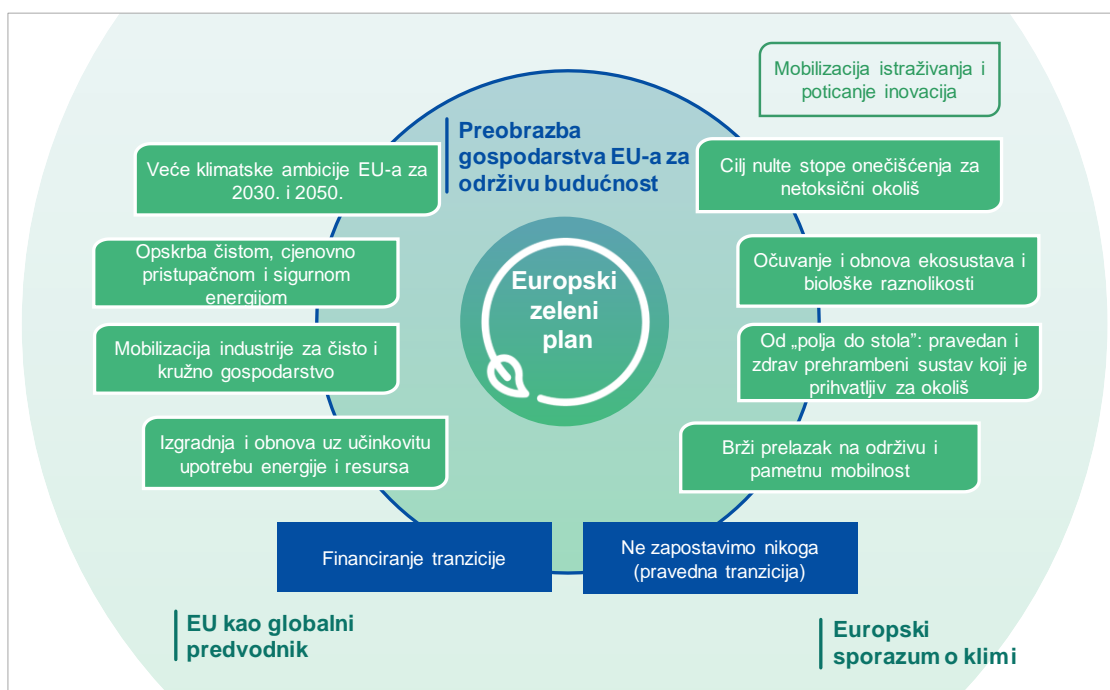 Mobilizacija istraživanja i
poticanje inovacija
Preobrazba
gospodarstva EU-a za
održivu budućnost
Veće klimatske ambicije EU-a za
2030. i 2050.
Cilj nulte stope onečišćenja za
netoksični okoliš
Opskrba čistom, cjenovno
pristupačnom i sigurnom
energijom
Europski
zeleni
plan
Očuvanje i obnova ekosustava i
biološke raznolikosti
Mobilizacija industrije za čisto i
kružno gospodarstvo
Od „polja do stola”: pravedan i
zdrav prehrambeni sustav koji je
prihvatljiv za okoliš
Izgradnja i obnova uz učinkovitu
upotrebu energije i resursa
Brži prelazak na održivu i
pametnu mobilnost
Financiranje tranzicije
Ne zapostavimo nikoga
(pravedna tranzicija)
EU kao globalni
predvodnik
Europski
sporazum o klimi